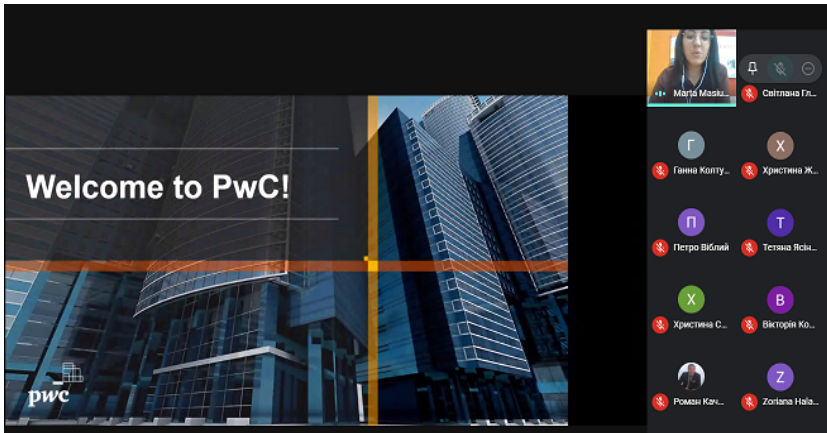 Welcome to PwC!
pwc
Marta Masiu...
Світлана Гл...
Г
Ганна Колту...
Х
Христина Ж...
П
Петро Віблий
Т
Тетяна Ясін...
Х
Христина С...
В
Вікторія Ко...
Роман Кач...
Z
Zoriana Hala...